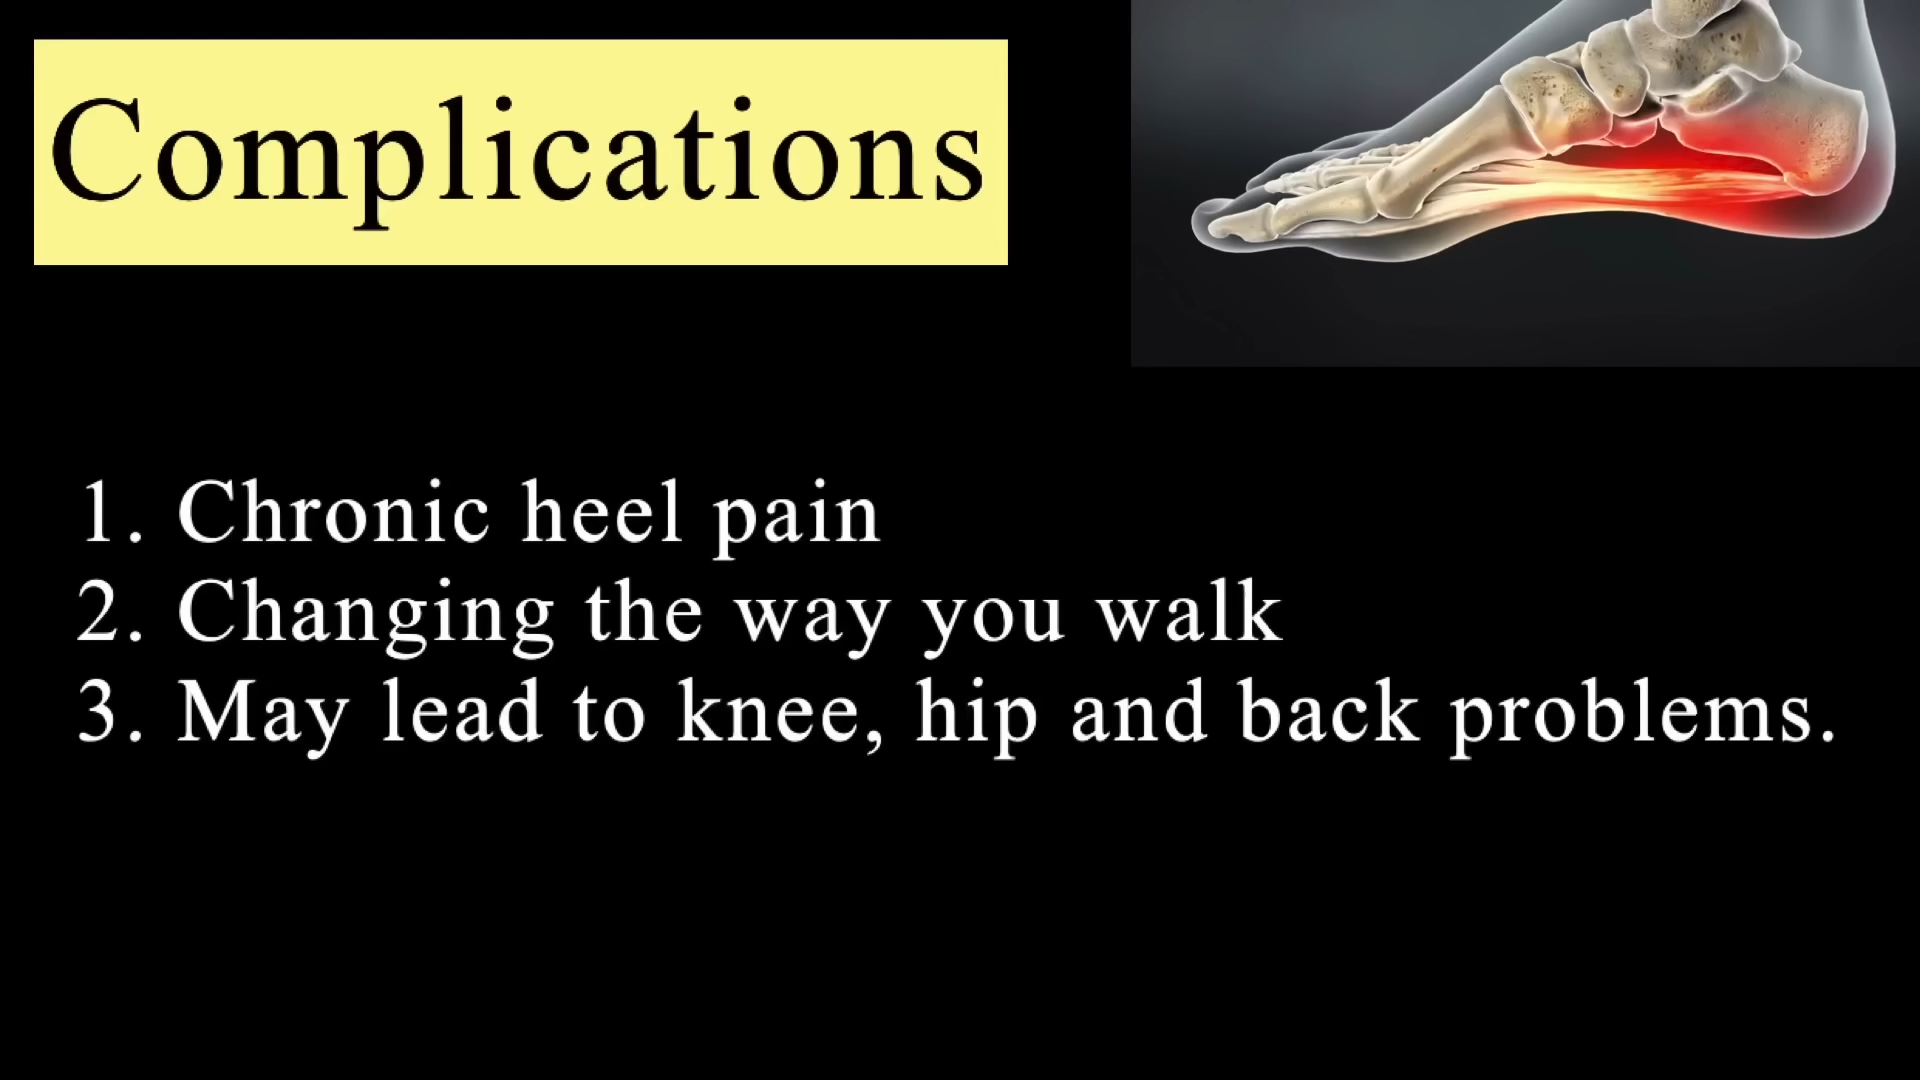 Complications
1. Chronic heel pain
2. Changing the way you walk
3. May lead to knee, hip and back problems.